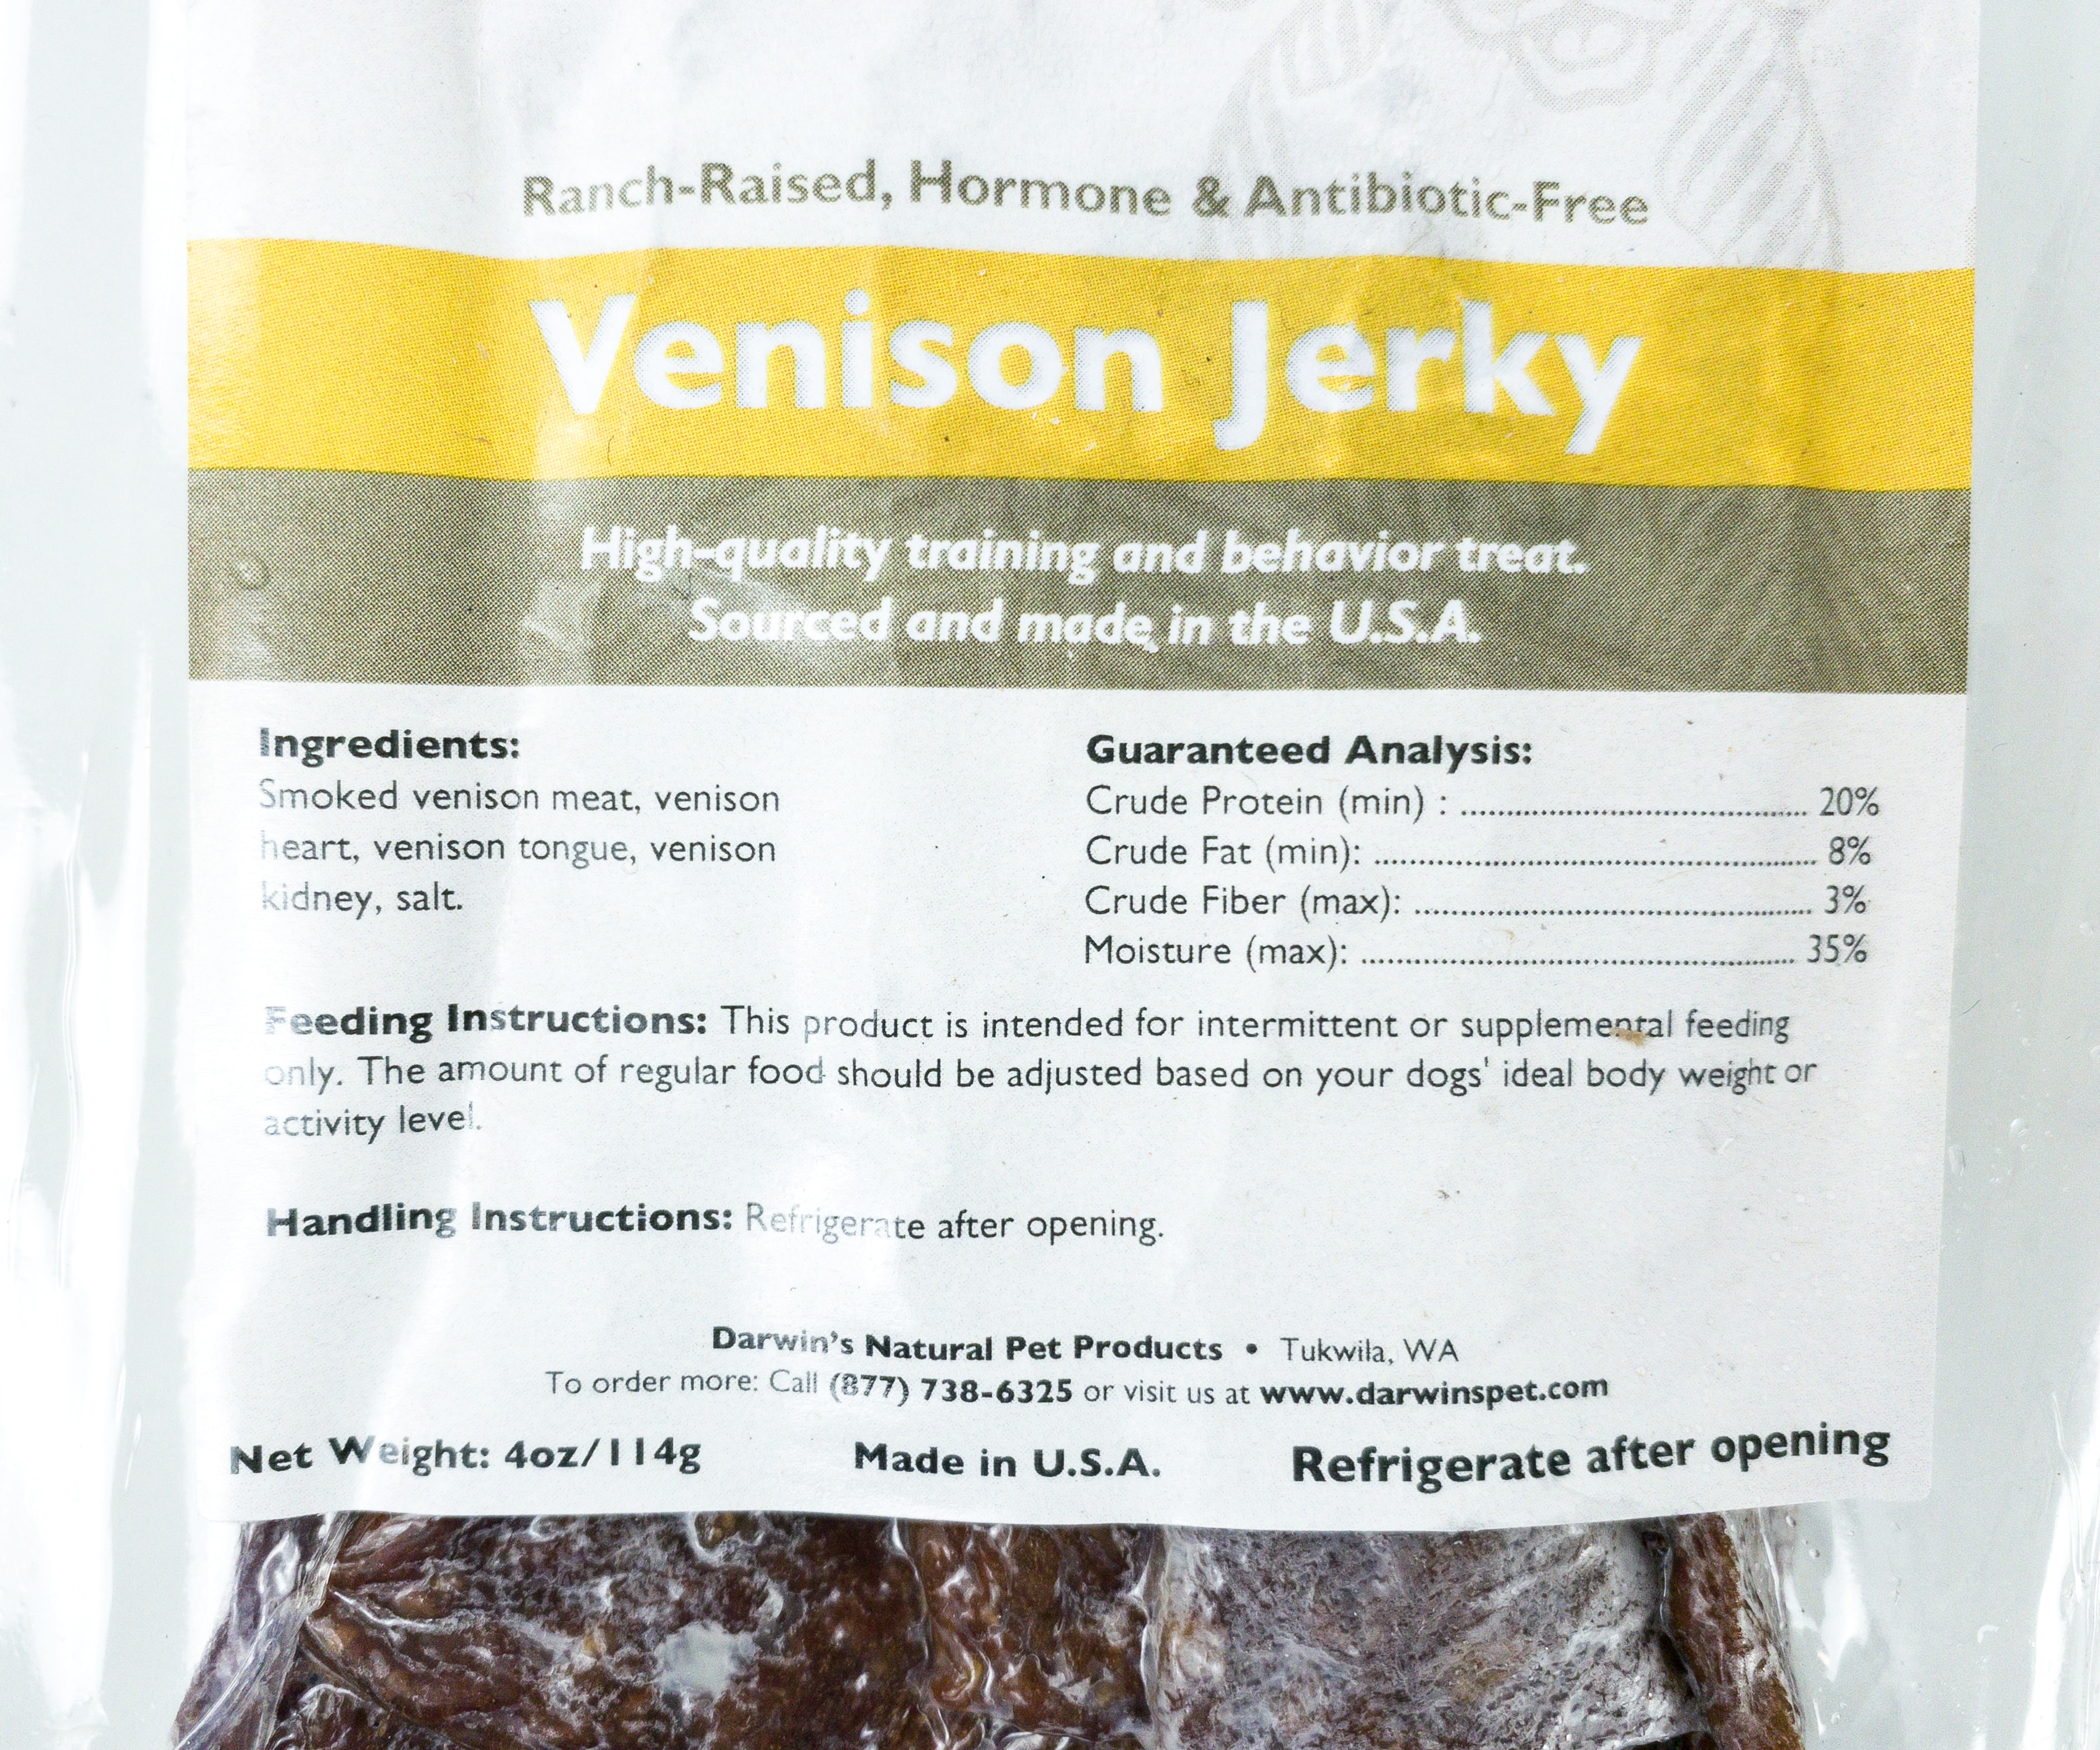 Ranch-Raised, Hormone & Antibiotic-Free
Venison Jerky
High-quality training and behavior treat.
Sourced and made in the U.S.A.
Ingredients:
Smoked venison meat, venison
heart, venison tongue, venison
kidney, salt.
Guaranteed Analysis:
Crude Protein (min) : ........................................ 20%
Crude Fat (min): ........................................ 8%
Crude Fiber (max): ........................................ 3%
Moisture (max): ........................................ 35%
Feeding Instructions: This product is intended for intermittent or supplemental feeding
only. The amount of regular food should be adjusted based on your dogs' ideal body weight or
activity level.
Handling Instructions: Refrigerate after opening.
Darwin's Natural Pet Products • Tukwila, WA
To order more: Call (877) 738-6325 or visit us at www.darwinspet.com
Net Weight: 4oz/114g Made in U.S.A. Refrigerate after opening